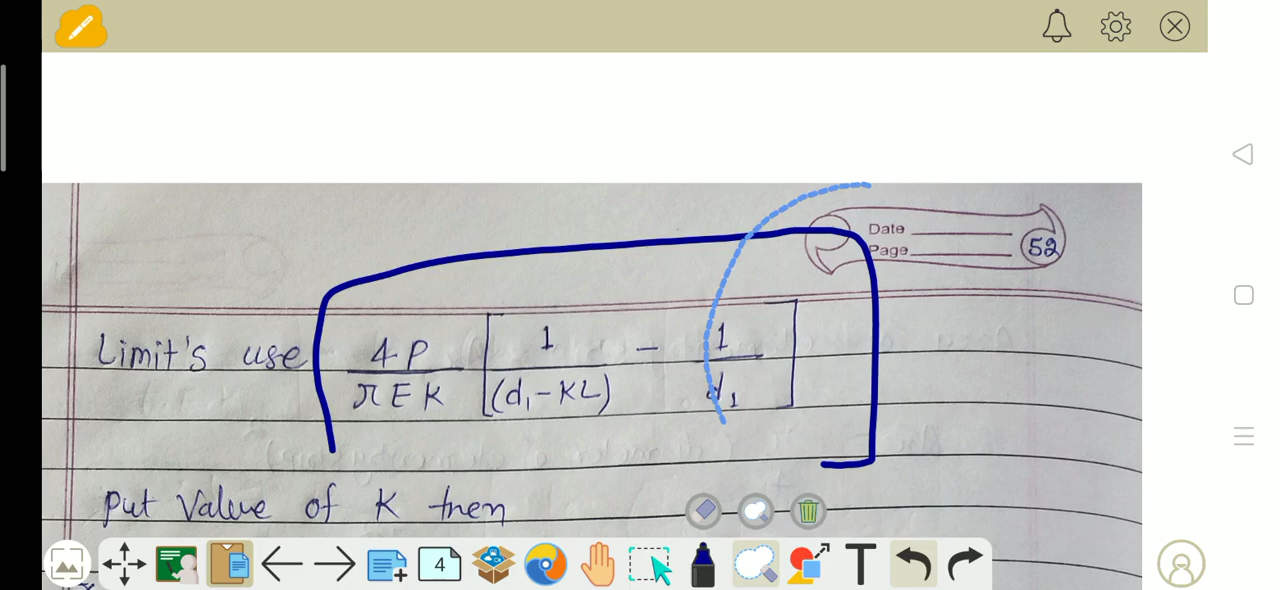 Date
Page 52
Limit's use 4P/πEK [1/(d₁-KL) - 1/d₁]
Put Value of K then
4
T